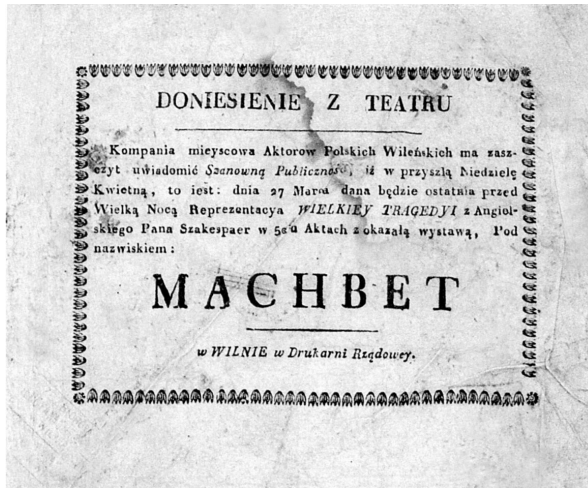 DONIESIENIE Z TEATRU
Kompania mieyscowa Aktorow Polskich Wileńskich ma zasz-
czyt uwiadomić Szanowną Publiczność, iż w przyszłą Niedzielę
Kwietną, to iest: dnia 27 Marca dana będzie ostatnia przed
Wielką Nocą Reprezentacya WIELKIEY TRAGEDYI z Angiel-
skiego Pana Szakespaer w 5ciu Aktach z okazałą wystawą, Pod
nazwiskiem:
MACHBET
w WILNIE w Drukarni Rządowey.